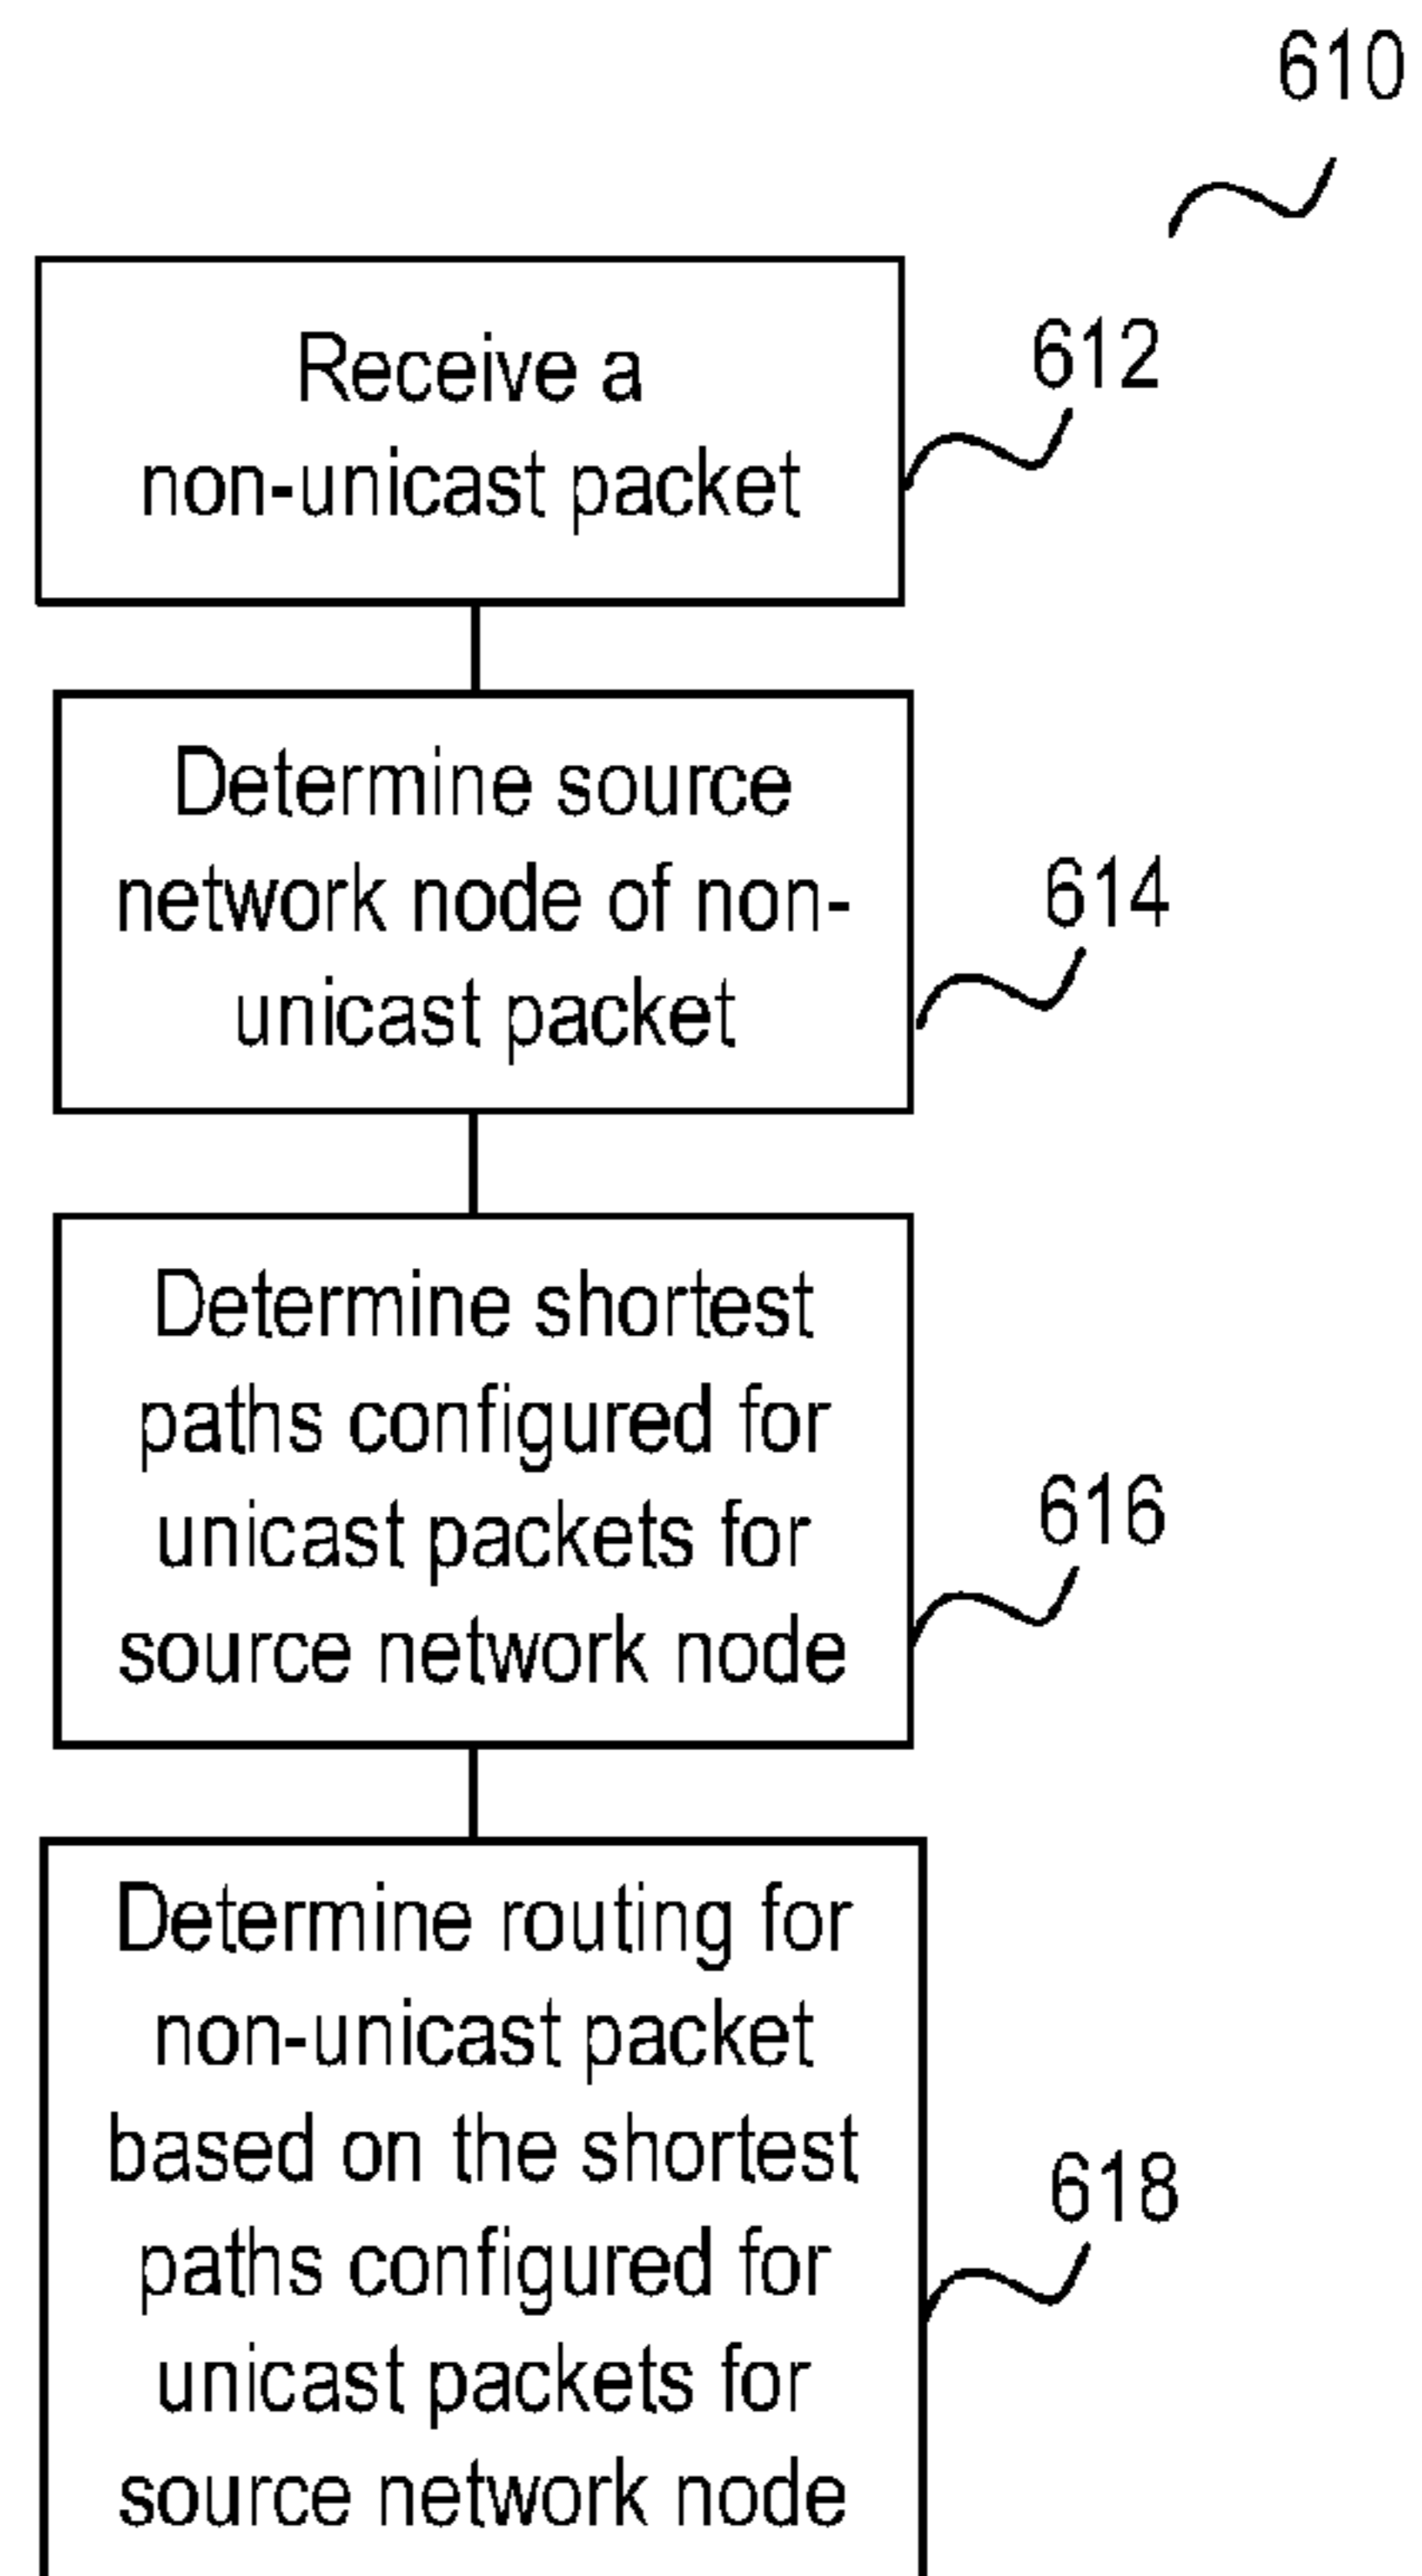 610
Receive a
non-unicast packet
612
Determine source
network node of non-
unicast packet
614
Determine shortest
paths configured for
unicast packets for
source network node
616
Determine routing for
non-unicast packet
based on the shortest
paths configured for
unicast packets for
source network node
618